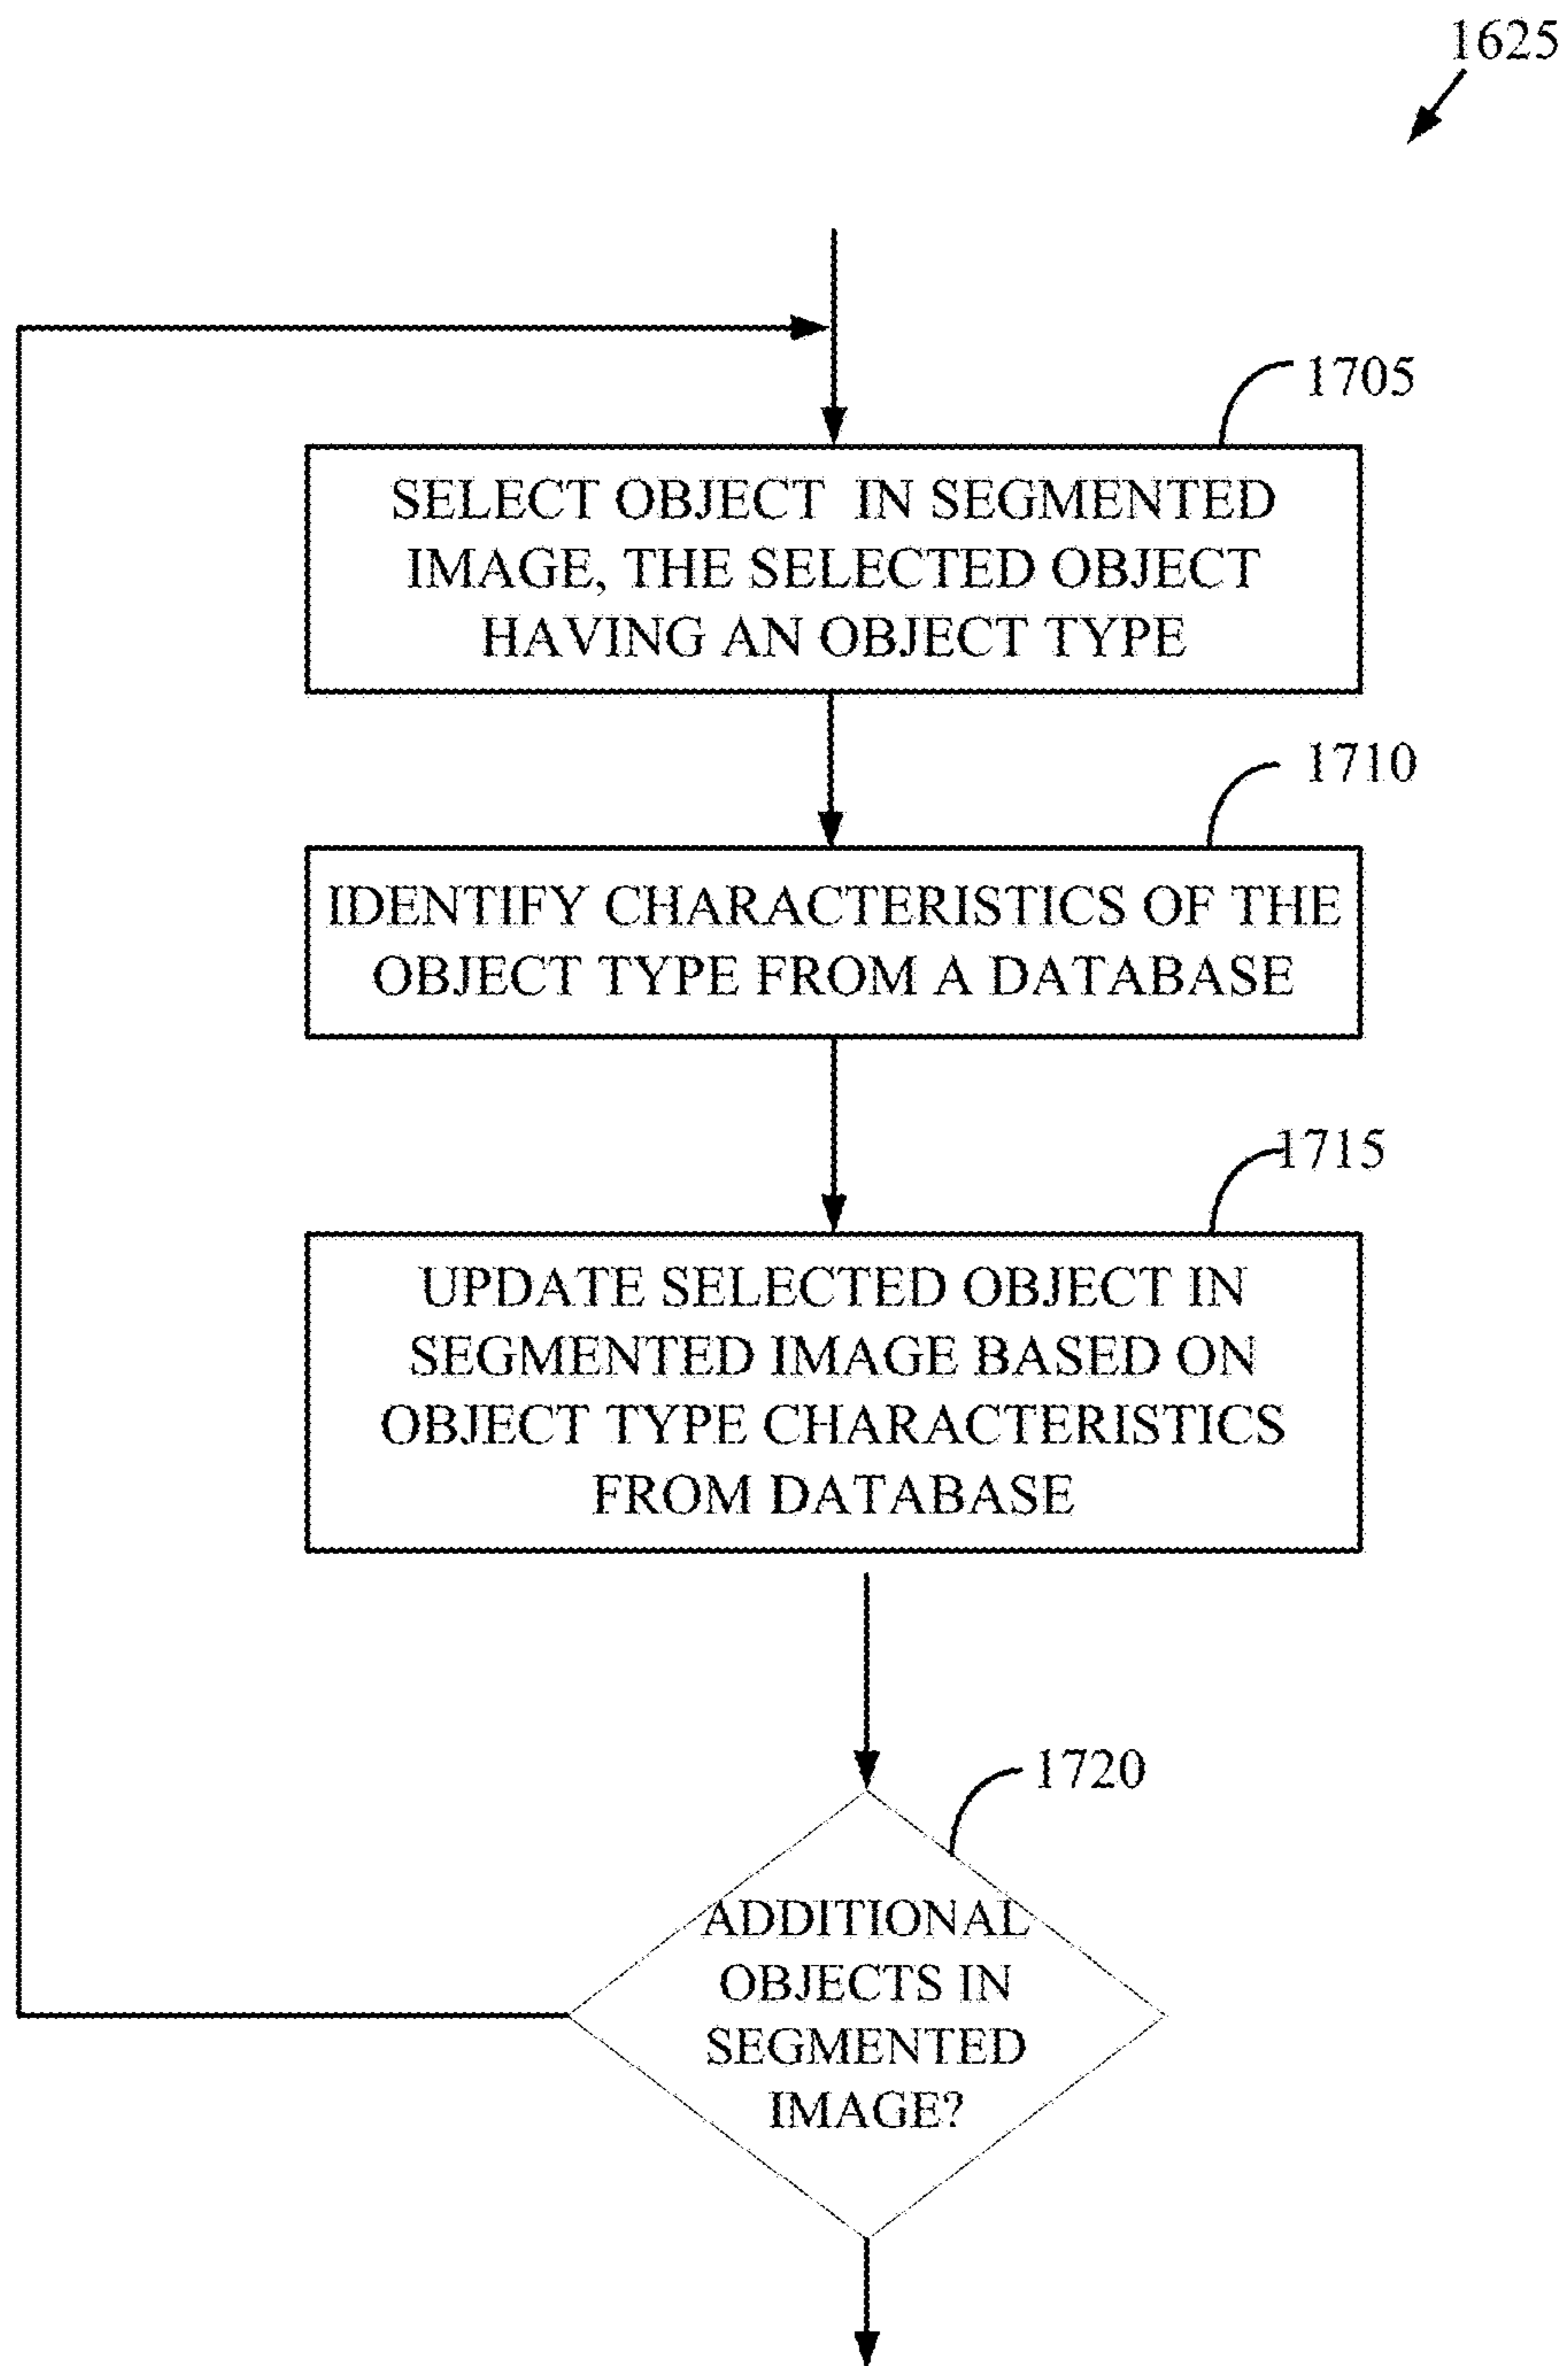 1625
1705
SELECT OBJECT IN SEGMENTED
IMAGE, THE SELECTED OBJECT
HAVING AN OBJECT TYPE
1710
IDENTIFY CHARACTERISTICS OF THE
OBJECT TYPE FROM A DATABASE
1715
UPDATE SELECTED OBJECT IN
SEGMENTED IMAGE BASED ON
OBJECT TYPE CHARACTERISTICS
FROM DATABASE
1720
ADDITIONAL
OBJECTS IN
SEGMENTED
IMAGE?